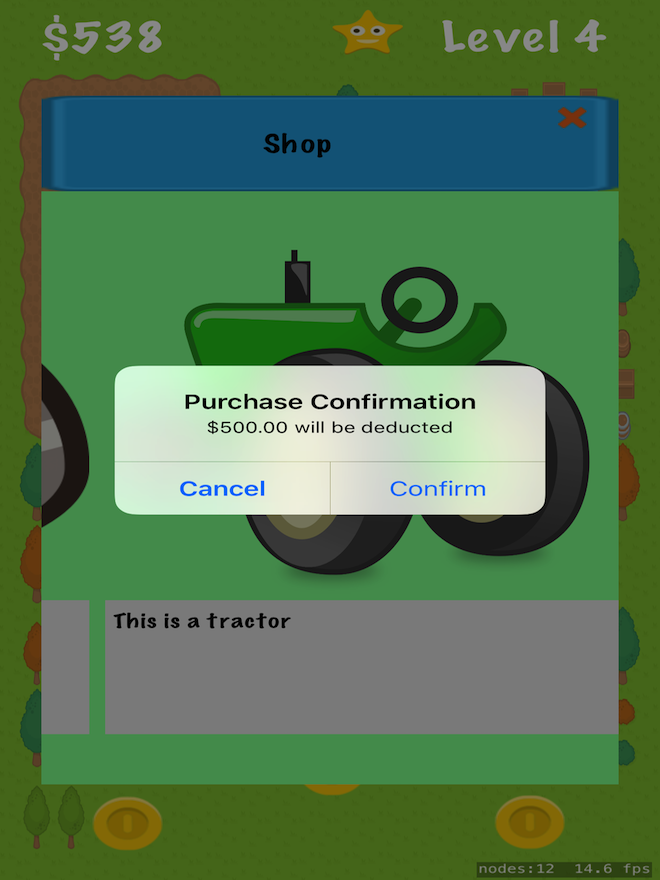 $538 Level 4
Shop
Purchase Confirmation
$500.00 will be deducted
Cancel Confirm
This is a tractor
nodes:12 14.6 fps